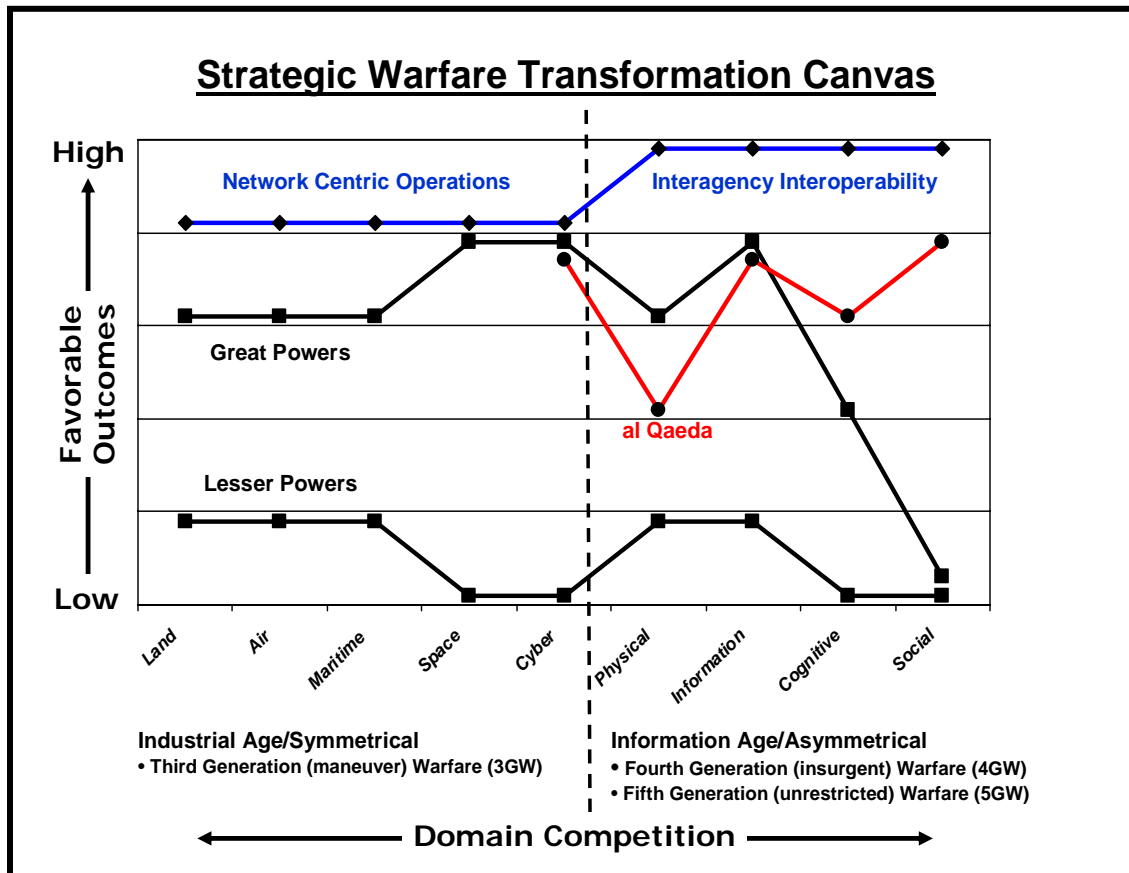 Strategic Warfare Transformation Canvas
High
Network Centric Operations
Interagency Interoperability
Favorable
Outcomes
Great Powers
al Qaeda
Lesser Powers
Low
Land
Air
Maritime
Space
Cyber
Physical
Information
Cognitive
Social
Industrial Age/Symmetrical
• Third Generation (maneuver) Warfare (3GW)
Information Age/Asymmetrical
• Fourth Generation (insurgent) Warfare (4GW)
• Fifth Generation (unrestricted) Warfare (5GW)
Domain Competition